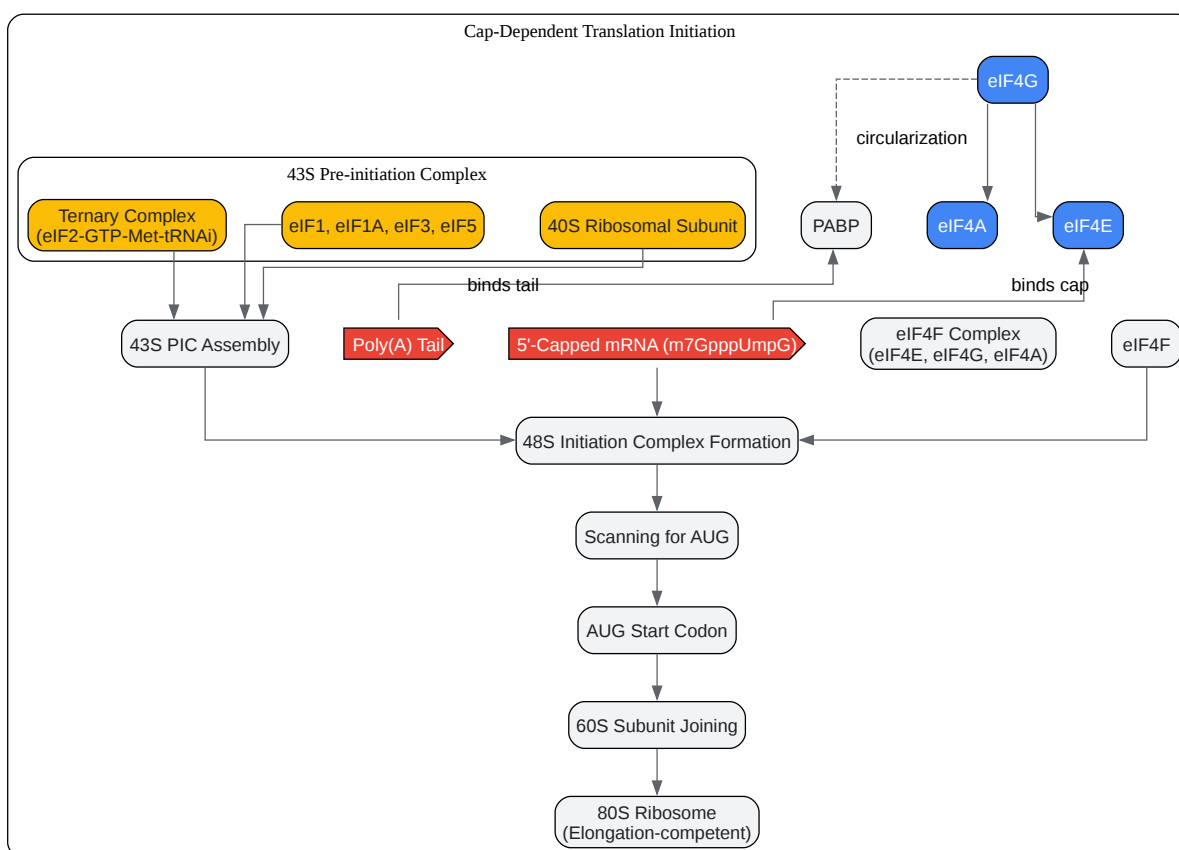 Cap-Dependent Translation Initiation
eIF4G
circularization
43S Pre-initiation Complex
Ternary Complex
(eIF2-GTP-Met-tRNAi)
eIF1, eIF1A, eIF3, eIF5
40S Ribosomal Subunit
PABP
eIF4A
eIF4E
binds tail
binds cap
43S PIC Assembly
Poly(A) Tail
5'-Capped mRNA (m7GpppUmpG)
eIF4F Complex
(eIF4E, eIF4G, eIF4A)
eIF4F
48S Initiation Complex Formation
Scanning for AUG
AUG Start Codon
60S Subunit Joining
80S Ribosome
(Elongation-competent)